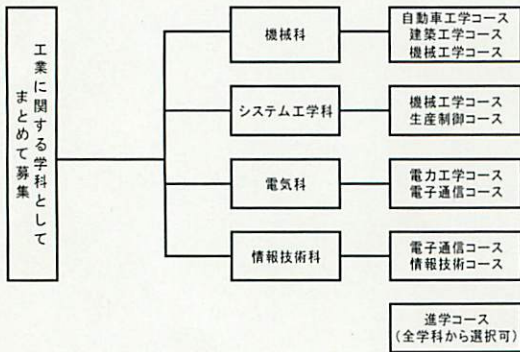 工業に関する学科として
まとめて募集
機械科
自動車工学コース
建築工学コース
機械工学コース
システム工学科
機械工学コース
生産制御コース
電気科
電力工学コース
電子通信コース
情報技術科
電子通信コース
情報技術コース
進学コース
(全学科から選択可)